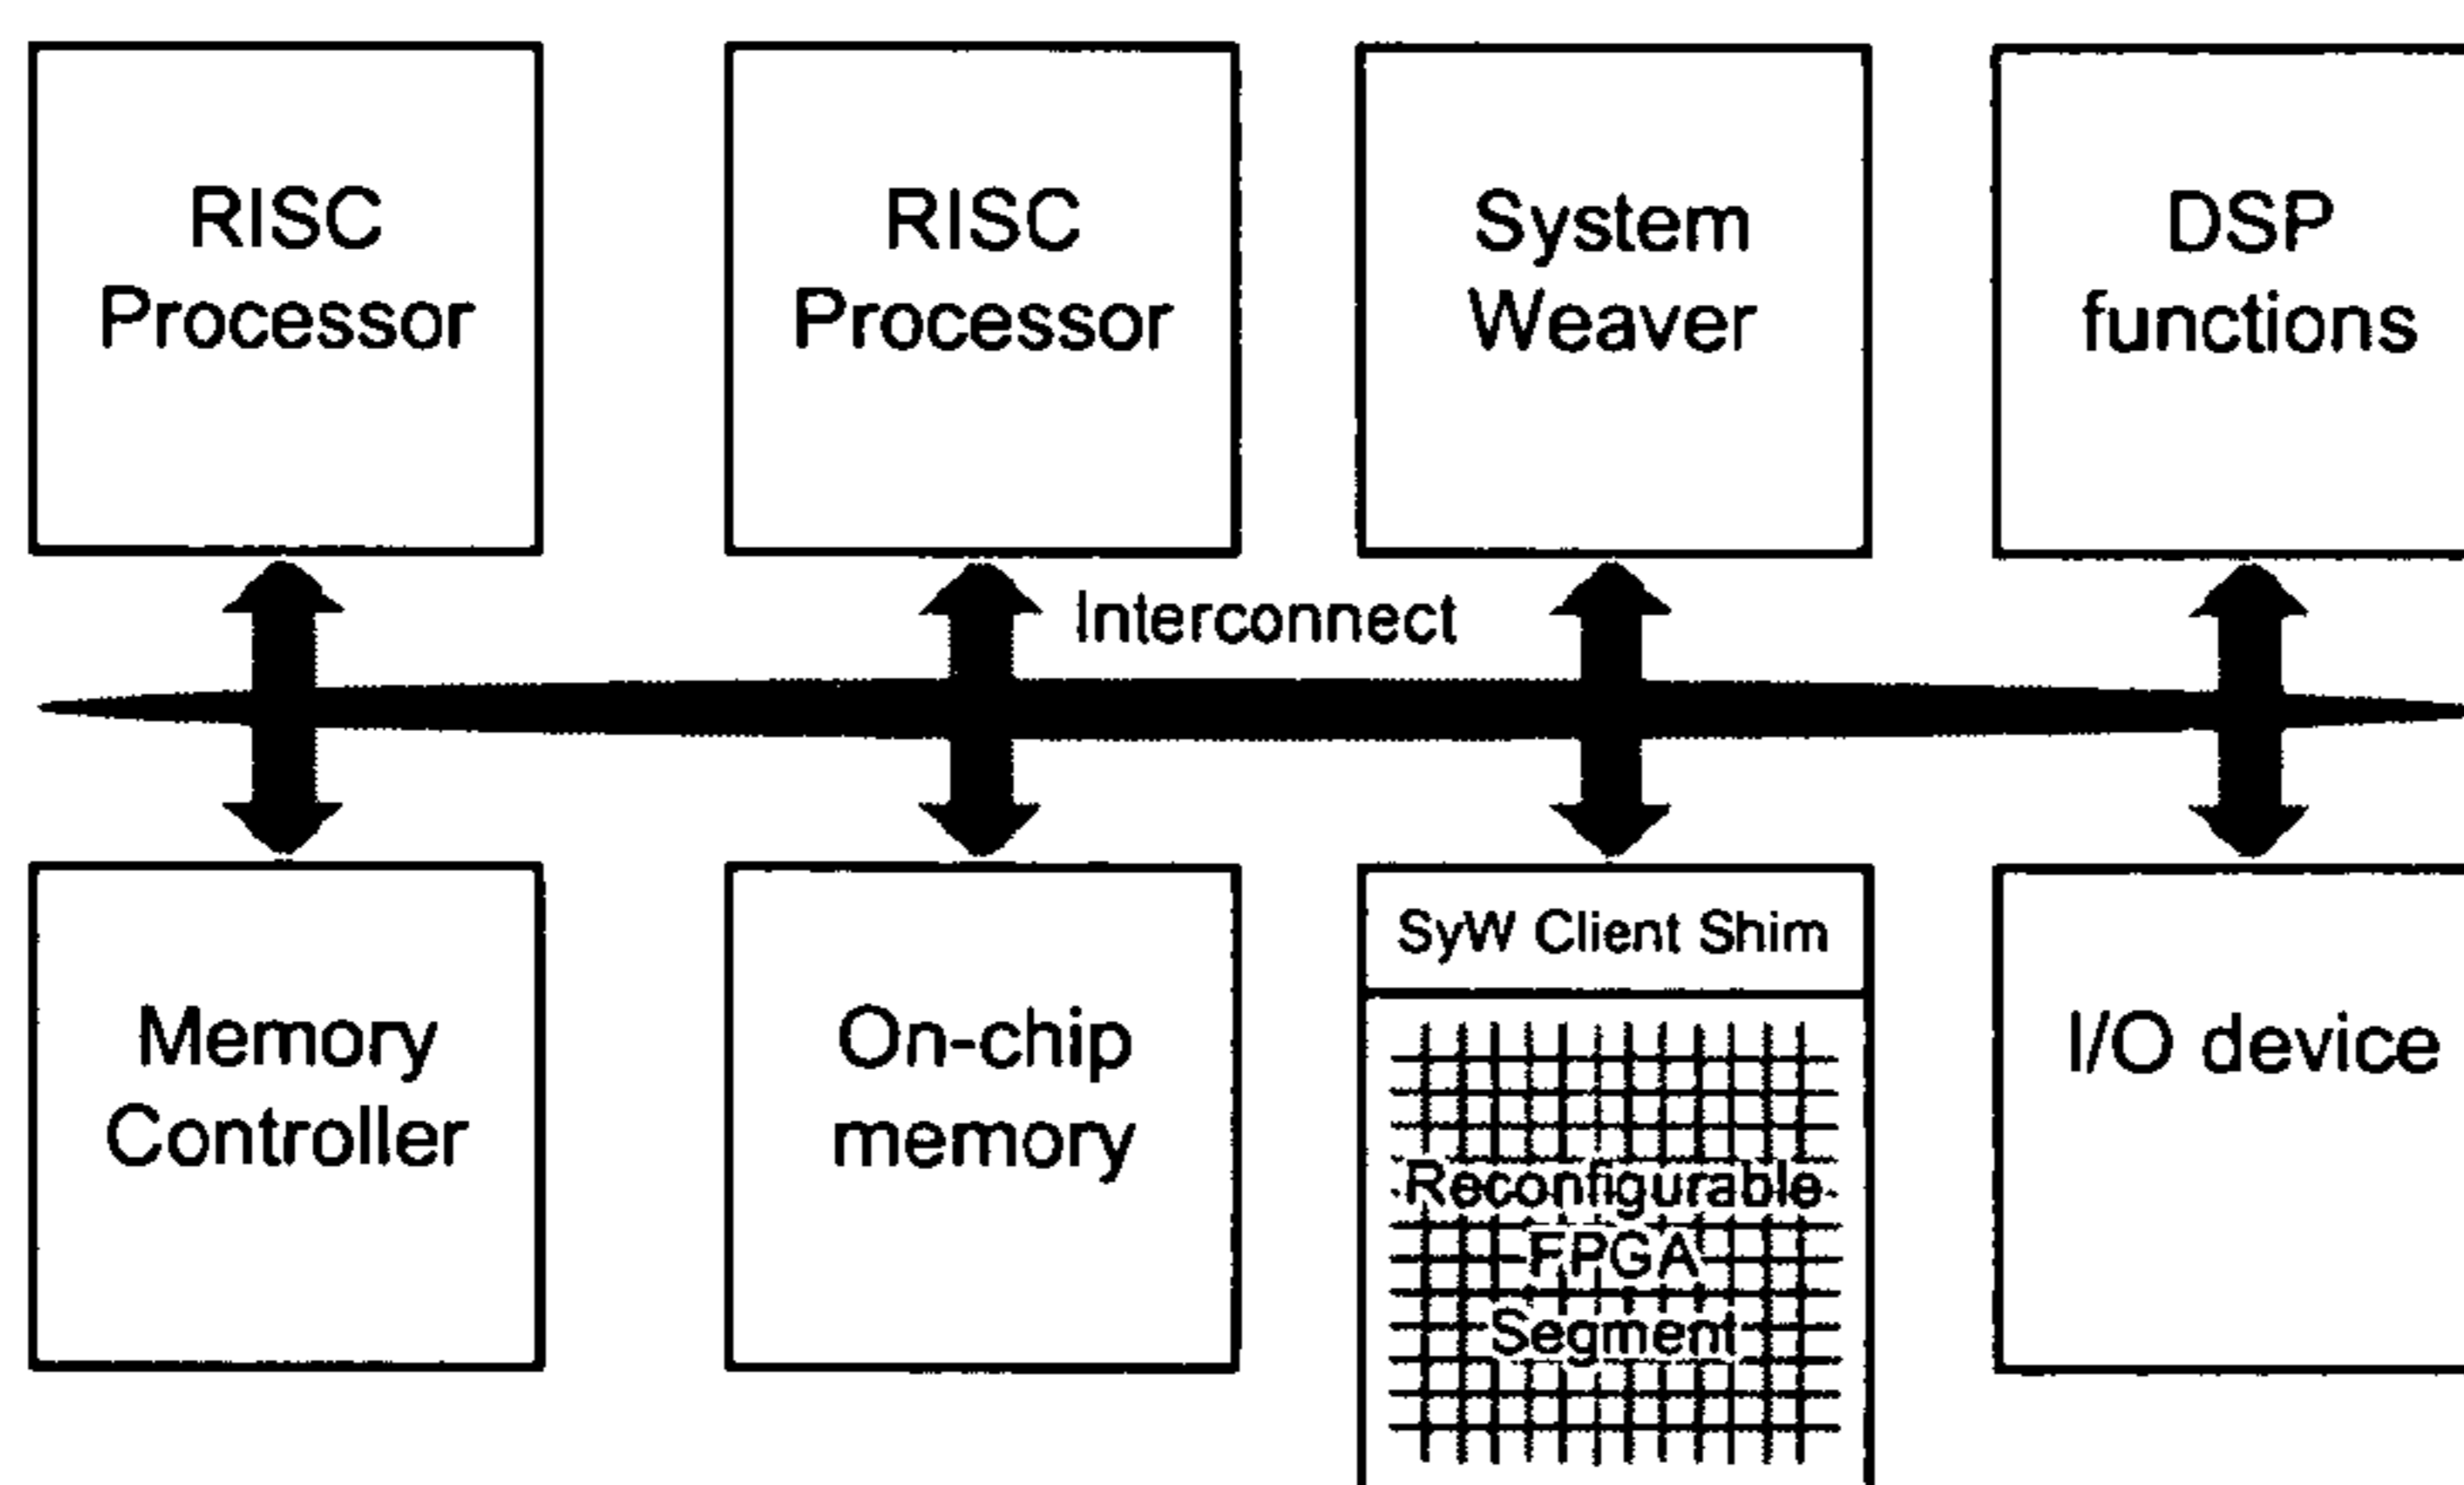 RISC
Processor
RISC
Processor
System
Weaver
DSP
functions
Interconnect
Memory
Controller
On-chip
memory
SyW Client Shim
Reconfigurable
FPGA
Segment
I/O device